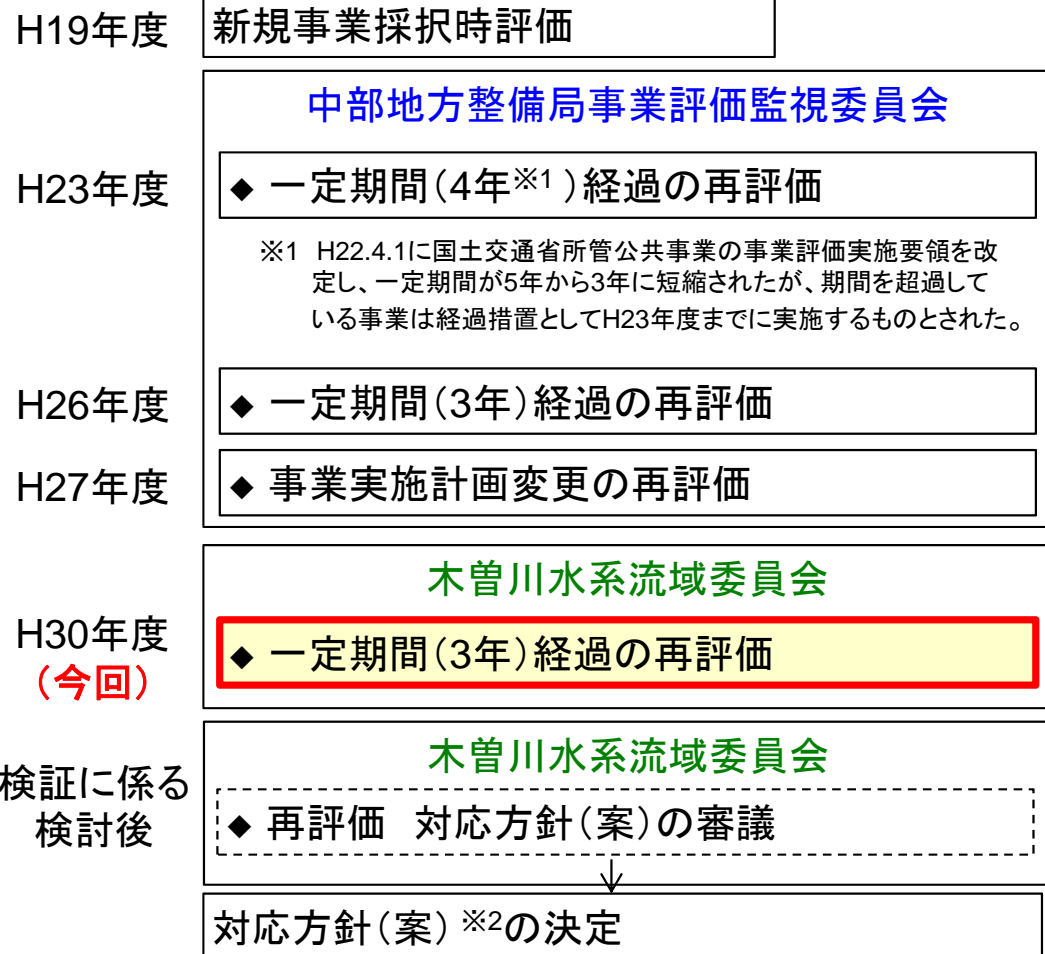 H19年度 新規事業採択時評価
中部地方整備局事業評価監視委員会
H23年度 ◆ 一定期間（4年※1 ）経過の再評価
※1 H22.4.1に国土交通省所管公共事業の事業評価実施要領を改
定し、一定期間が5年から3年に短縮されたが、期間を超過して
いる事業は経過措置としてH23年度までに実施するものとされた。
H26年度 ◆ 一定期間（3年）経過の再評価
H27年度 ◆ 事業実施計画変更の再評価
木曽川水系流域委員会
H30年度
（今回）
◆ 一定期間（3年）経過の再評価
木曽川水系流域委員会
検証に係る
検討後
◆ 再評価 対応方針（案）の審議
対応方針（案）※2の決定